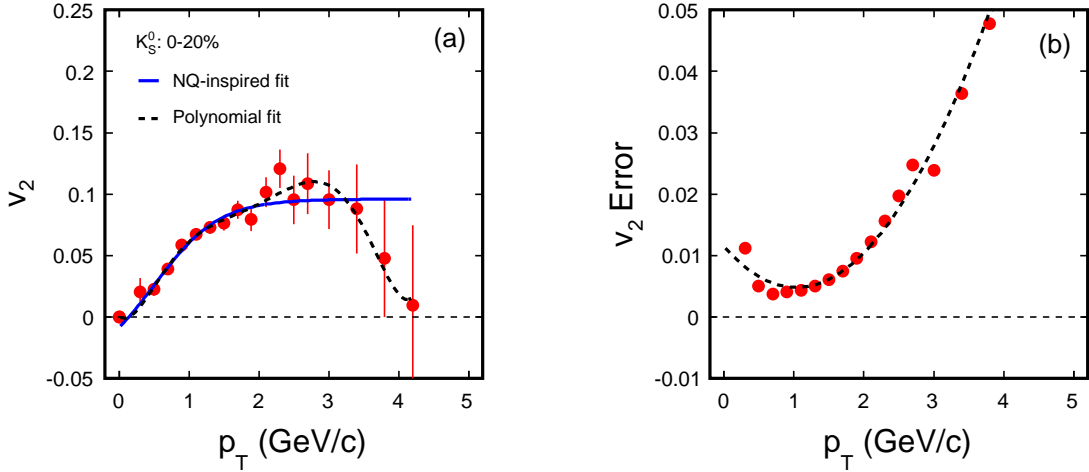 0.25
0.2
0.15
0.1
0.05
0
-0.05
v2
(a)
K0S: 0-20%
NQ-inspired fit
Polynomial fit
0 1 2 3 4 5
pT (GeV/c)
0.05
0.04
0.03
0.02
0.01
0
-0.01
v2 Error
(b)
0 1 2 3 4 5
pT (GeV/c)